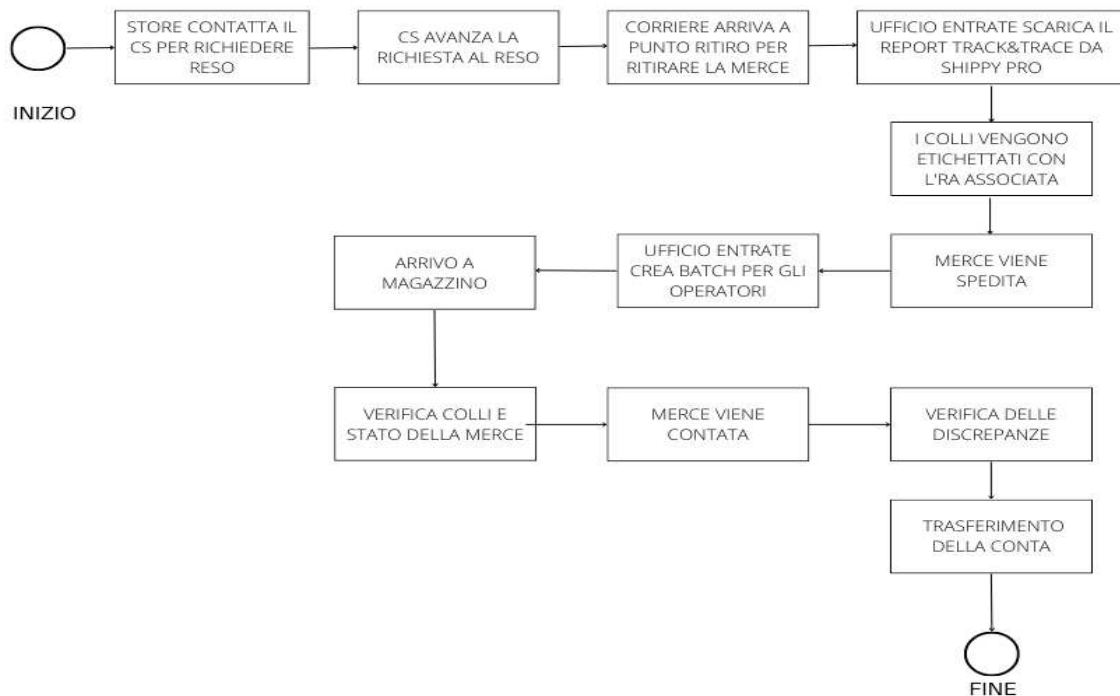 STORE CONTATTA IL
CS PER RICHIEDERE
RESO
CS AVANZA LA
RICHIESTA AL RESO
CORRIERE ARRIVA A
PUNTO RITIRO PER
RITIRARE LA MERCE
UFFICIO ENTRATE SCARICA IL
REPORT TRACK&TRACE DA
SHIPPY PRO
INIZIO
I COLLI VENGONO
ETICHETTATI CON
L'RA ASSOCIATA
MERCE VIENE
SPEDITA
UFFICIO ENTRATE
CREA BATCH PER GLI
OPERATORI
ARRIVO A
MAGAZZINO
VERIFICA COLLI E
STATO DELLA MERCE
MERCE VIENE
CONTATA
VERIFICA DELLE
DISCREPANZE
TRASFERIMENTO
DELLA CONTA
FINE